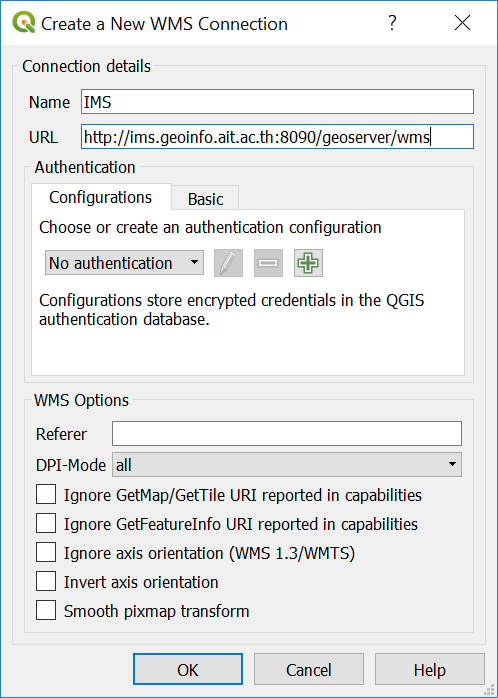 Create a New WMS Connection
?
Connection details
Name IMS
URL http://ims.geoinfo.ait.ac.th:8090/geoserver/wms
Authentication
Configurations Basic
Choose or create an authentication configuration
No authentication
Configurations store encrypted credentials in the QGIS
authentication database.
WMS Options
Referer
DPI-Mode all
Ignore GetMap/GetTile URI reported in capabilities
Ignore GetFeatureInfo URI reported in capabilities
Ignore axis orientation (WMS 1.3/WMTS)
Invert axis orientation
Smooth pixmap transform
OK Cancel Help